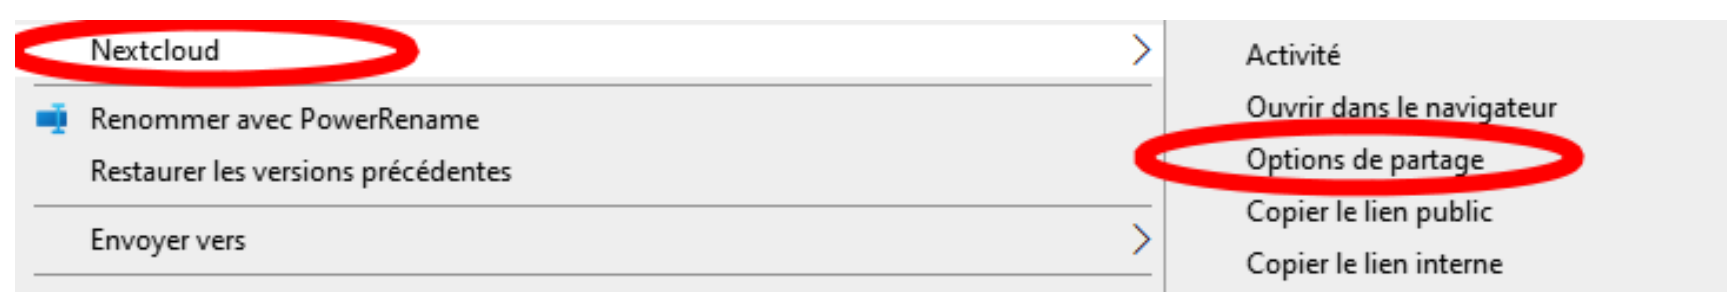 Nextcloud
Renommer avec PowerRename
Restaurer les versions précédentes
Envoyer vers
Activité
Ouvrir dans le navigateur
Options de partage
Copier le lien public
Copier le lien interne